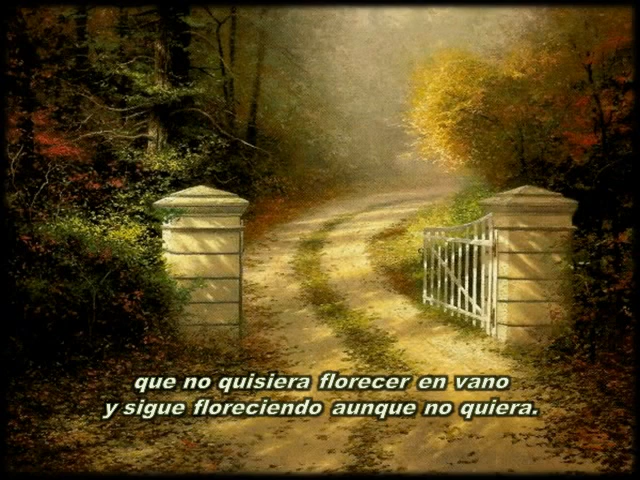 que no quisiera florecer en vano
y sigue floreciendo aunque no quiera.